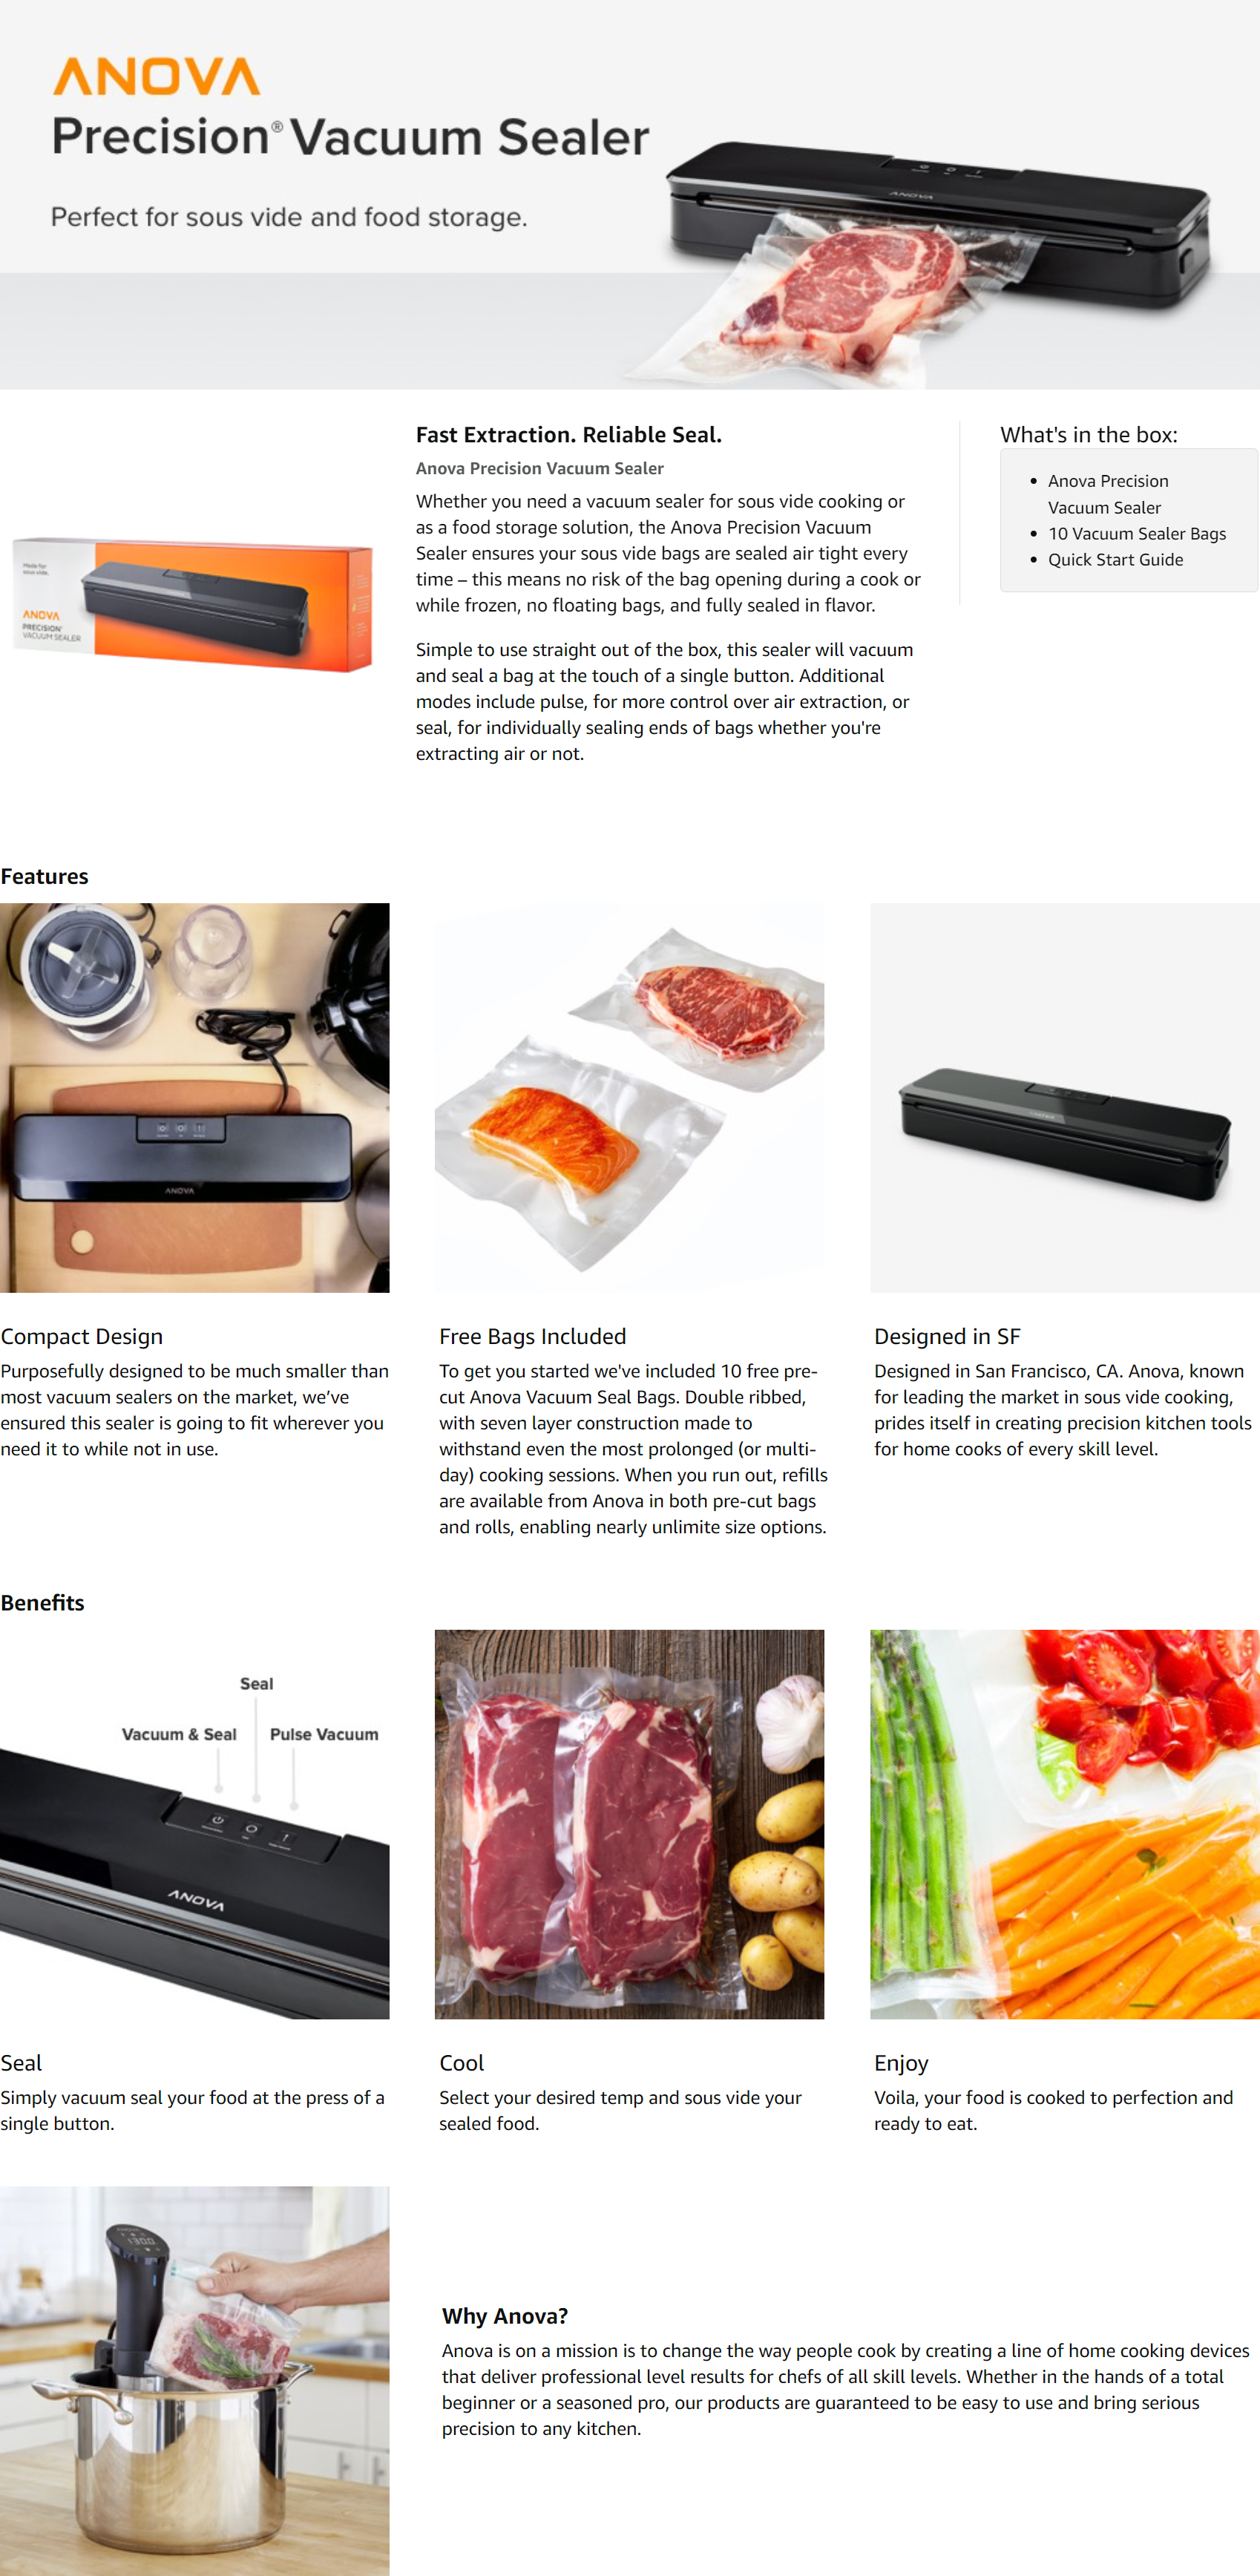 ANOVA
Precision® Vacuum Sealer
Perfect for sous vide and food storage.
ANOVA
Made for
sous vide.
ANOVA
PRECISION®
VACUUM SEALER
Fast Extraction. Reliable Seal.
Anova Precision Vacuum Sealer
Whether you need a vacuum sealer for sous vide cooking or
as a food storage solution, the Anova Precision Vacuum
Sealer ensures your sous vide bags are sealed air tight every
time – this means no risk of the bag opening during a cook or
while frozen, no floating bags, and fully sealed in flavor.
Simple to use straight out of the box, this sealer will vacuum
and seal a bag at the touch of a single button. Additional
modes include pulse, for more control over air extraction, or
seal, for individually sealing ends of bags whether you're
extracting air or not.
What's in the box:
• Anova Precision
Vacuum Sealer
• 10 Vacuum Sealer Bags
• Quick Start Guide
Features
ANOVA
Compact Design
Purposefully designed to be much smaller than
most vacuum sealers on the market, we’ve
ensured this sealer is going to fit wherever you
need it to while not in use.
Free Bags Included
To get you started we've included 10 free pre-
cut Anova Vacuum Seal Bags. Double ribbed,
with seven layer construction made to
withstand even the most prolonged (or multi-
day) cooking sessions. When you run out, refills
are available from Anova in both pre-cut bags
and rolls, enabling nearly unlimite size options.
Designed in SF
Designed in San Francisco, CA. Anova, known
for leading the market in sous vide cooking,
prides itself in creating precision kitchen tools
for home cooks of every skill level.
Benefits
Seal
Vacuum & Seal
Pulse Vacuum
ANOVA
Seal
Simply vacuum seal your food at the press of a
single button.
Cool
Select your desired temp and sous vide your
sealed food.
Enjoy
Voila, your food is cooked to perfection and
ready to eat.
130.0
Why Anova?
Anova is on a mission is to change the way people cook by creating a line of home cooking devices
that deliver professional level results for chefs of all skill levels. Whether in the hands of a total
beginner or a seasoned pro, our products are guaranteed to be easy to use and bring serious
precision to any kitchen.